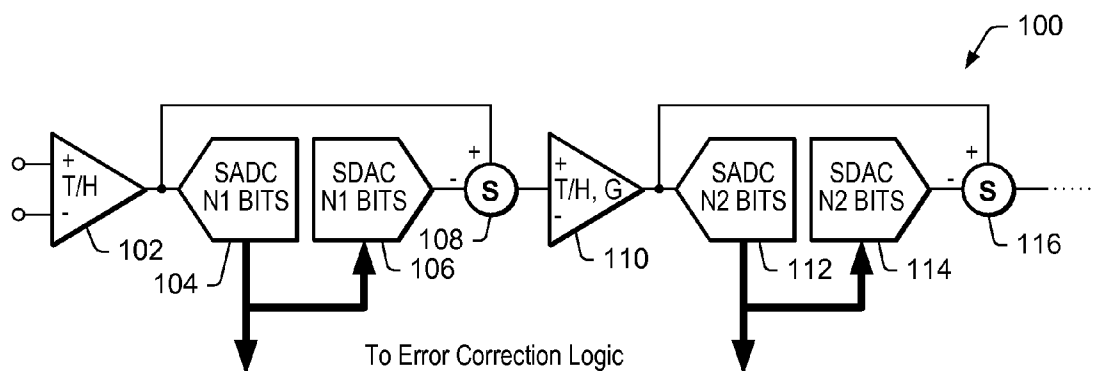 100
+
T/H
-
SADC
N1 BITS
SDAC
N1 BITS
+
-
S
+
T/H, G
-
SADC
N2 BITS
SDAC
N2 BITS
+
-
S
102
104
106
108
110
112
114
116
To Error Correction Logic